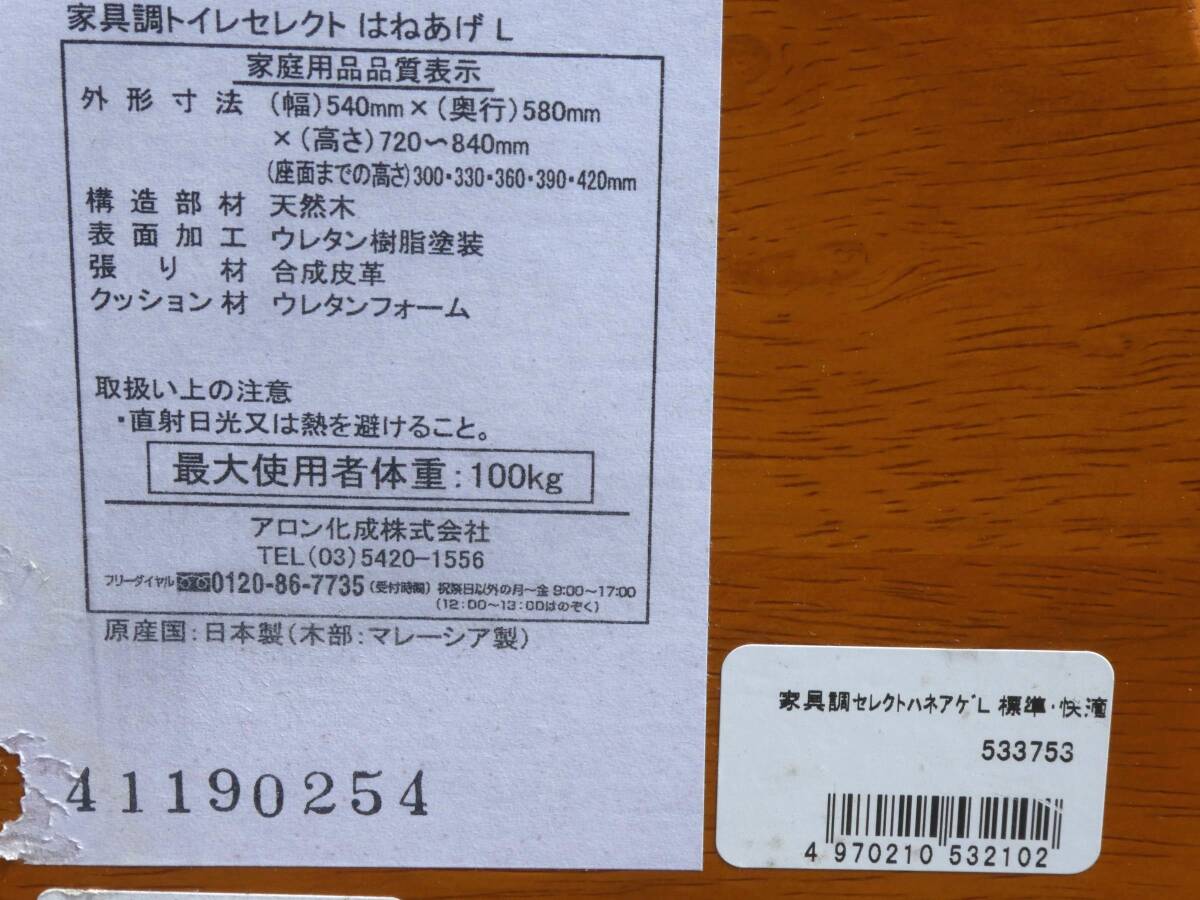 家具調トイレセレクト はねあげ L
家庭用品品質表示
外形寸法 (幅)540mm×(奥行)580mm
×(高さ)720〜840mm
(座面までの高さ)300・330・360・390・420mm
構造部材 天然木
表面加工 ウレタン樹脂塗装
張り材 合成皮革
クッション材 ウレタンフォーム
取扱い上の注意
・直射日光又は熱を避けること。
最大使用者体重:100kg
アロン化成株式会社
TEL(03)5420-1556
フリーダイヤル 0120-86-7735(受付時間) 祝祭日以外の月〜金 9:00〜17:00
(12:00〜13:00はのぞく)
原産国:日本製(木部:マレーシア製)
41190254
家具調セレクトハネアゲL 標準・快適
533753
4 970210 532102